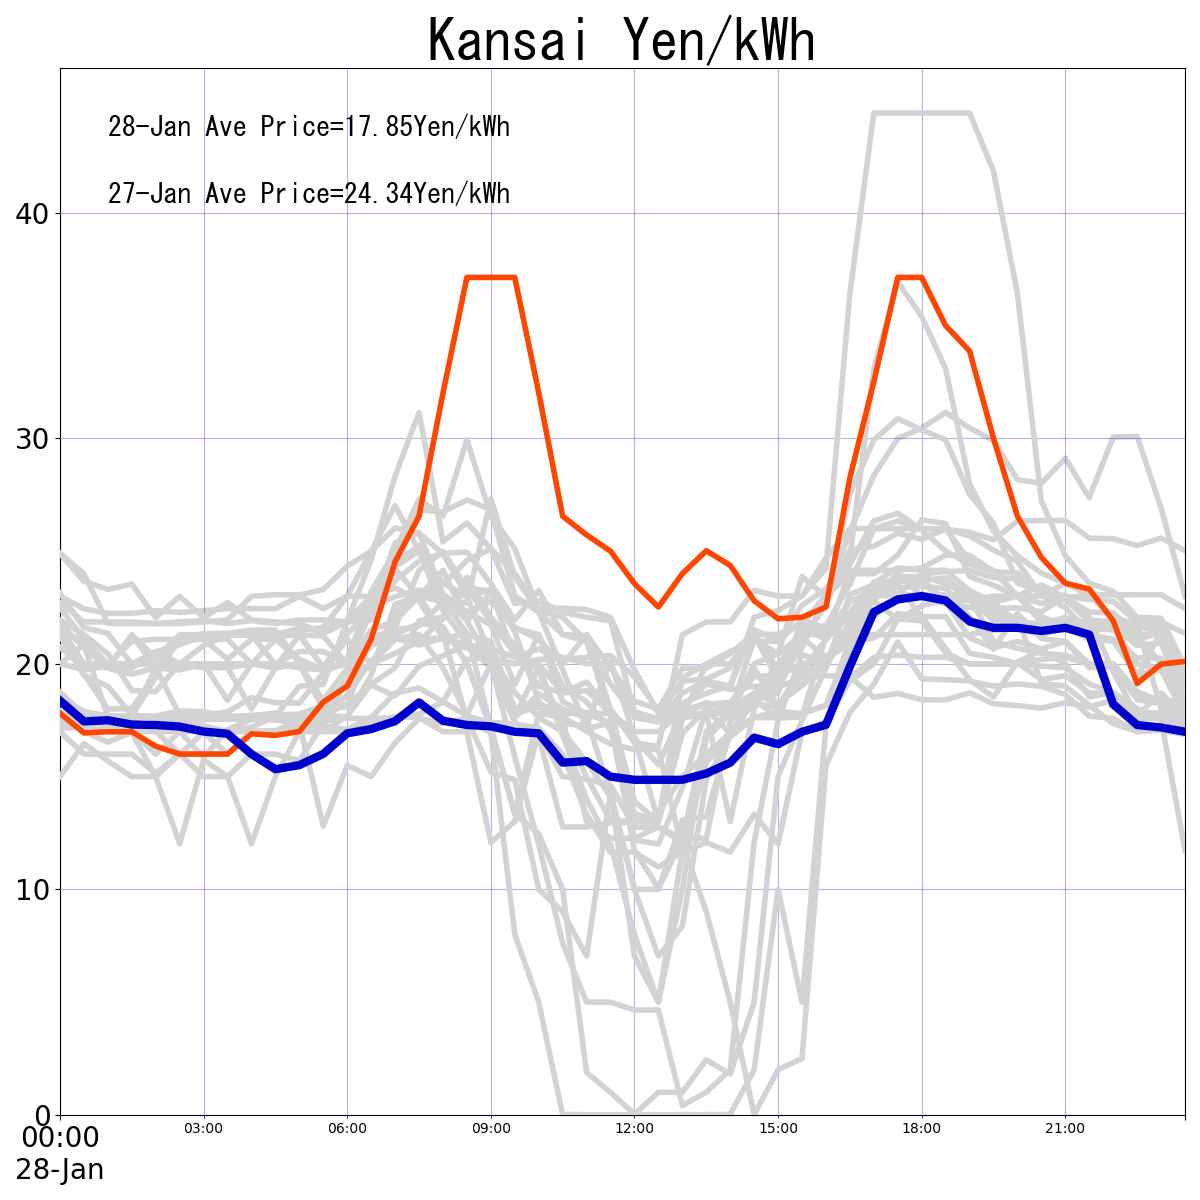 Kansai Yen/kWh
28-Jan Ave Price=17.85Yen/kWh
27-Jan Ave Price=24.34Yen/kWh
40
30
20
10
0
00:00 03:00 06:00 09:00 12:00 15:00 18:00 21:00
28-Jan